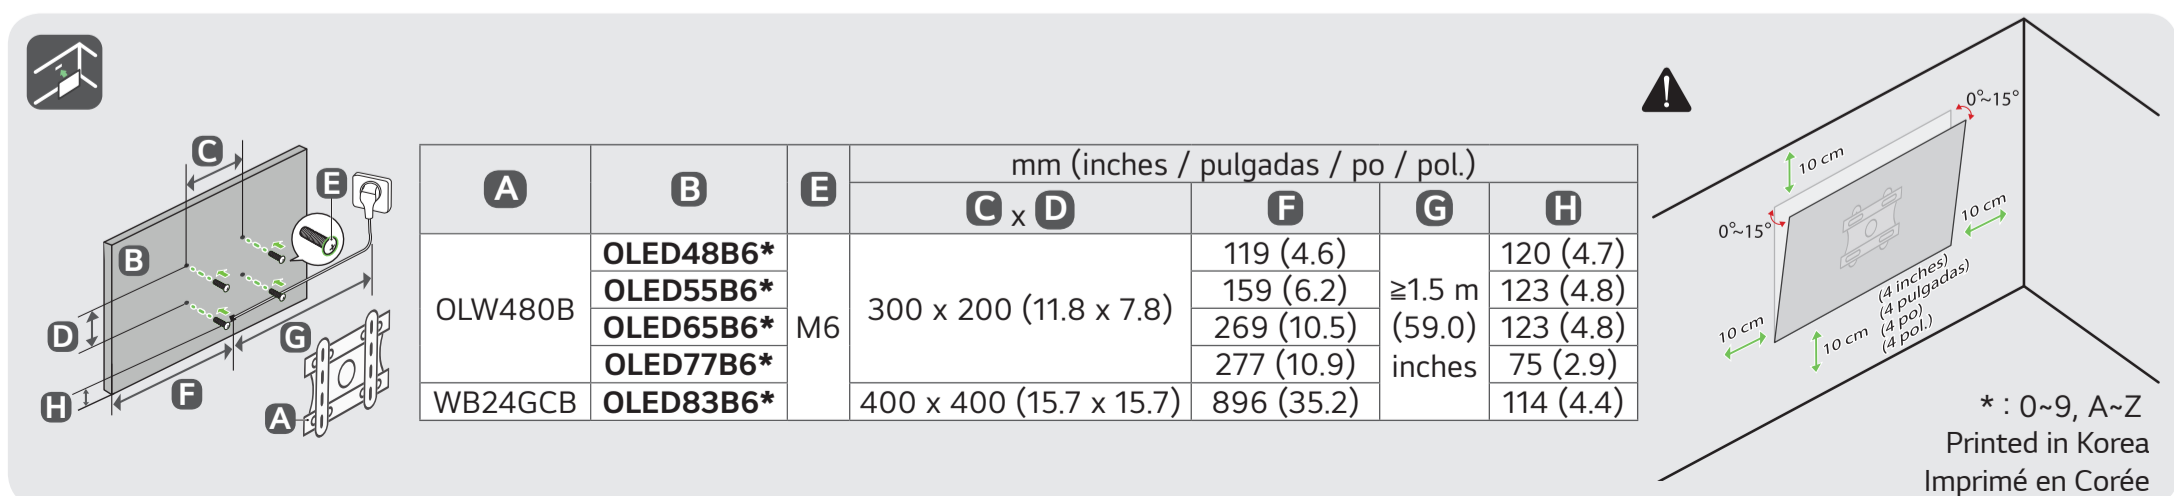 C
E
B
D
G
H
F
A
A B E mm (inches / pulgadas / po / pol.)
C x D F G H
OLW480B OLED48B6* M6 300 x 200 (11.8 x 7.8) 119 (4.6) ≧1.5 m (59.0) inches 120 (4.7)
OLED55B6* 159 (6.2) 123 (4.8)
OLED65B6* 269 (10.5) 123 (4.8)
OLED77B6* 277 (10.9) 75 (2.9)
WB24GCB OLED83B6* 400 x 400 (15.7 x 15.7) 896 (35.2) 114 (4.4)
0°~15°
10 cm
10 cm
0°~15°
10 cm
10 cm
(4 inches)
(4 pulgadas)
(4 po)
(4 pol.)
* : 0~9, A~Z
Printed in Korea
Imprimé en Corée